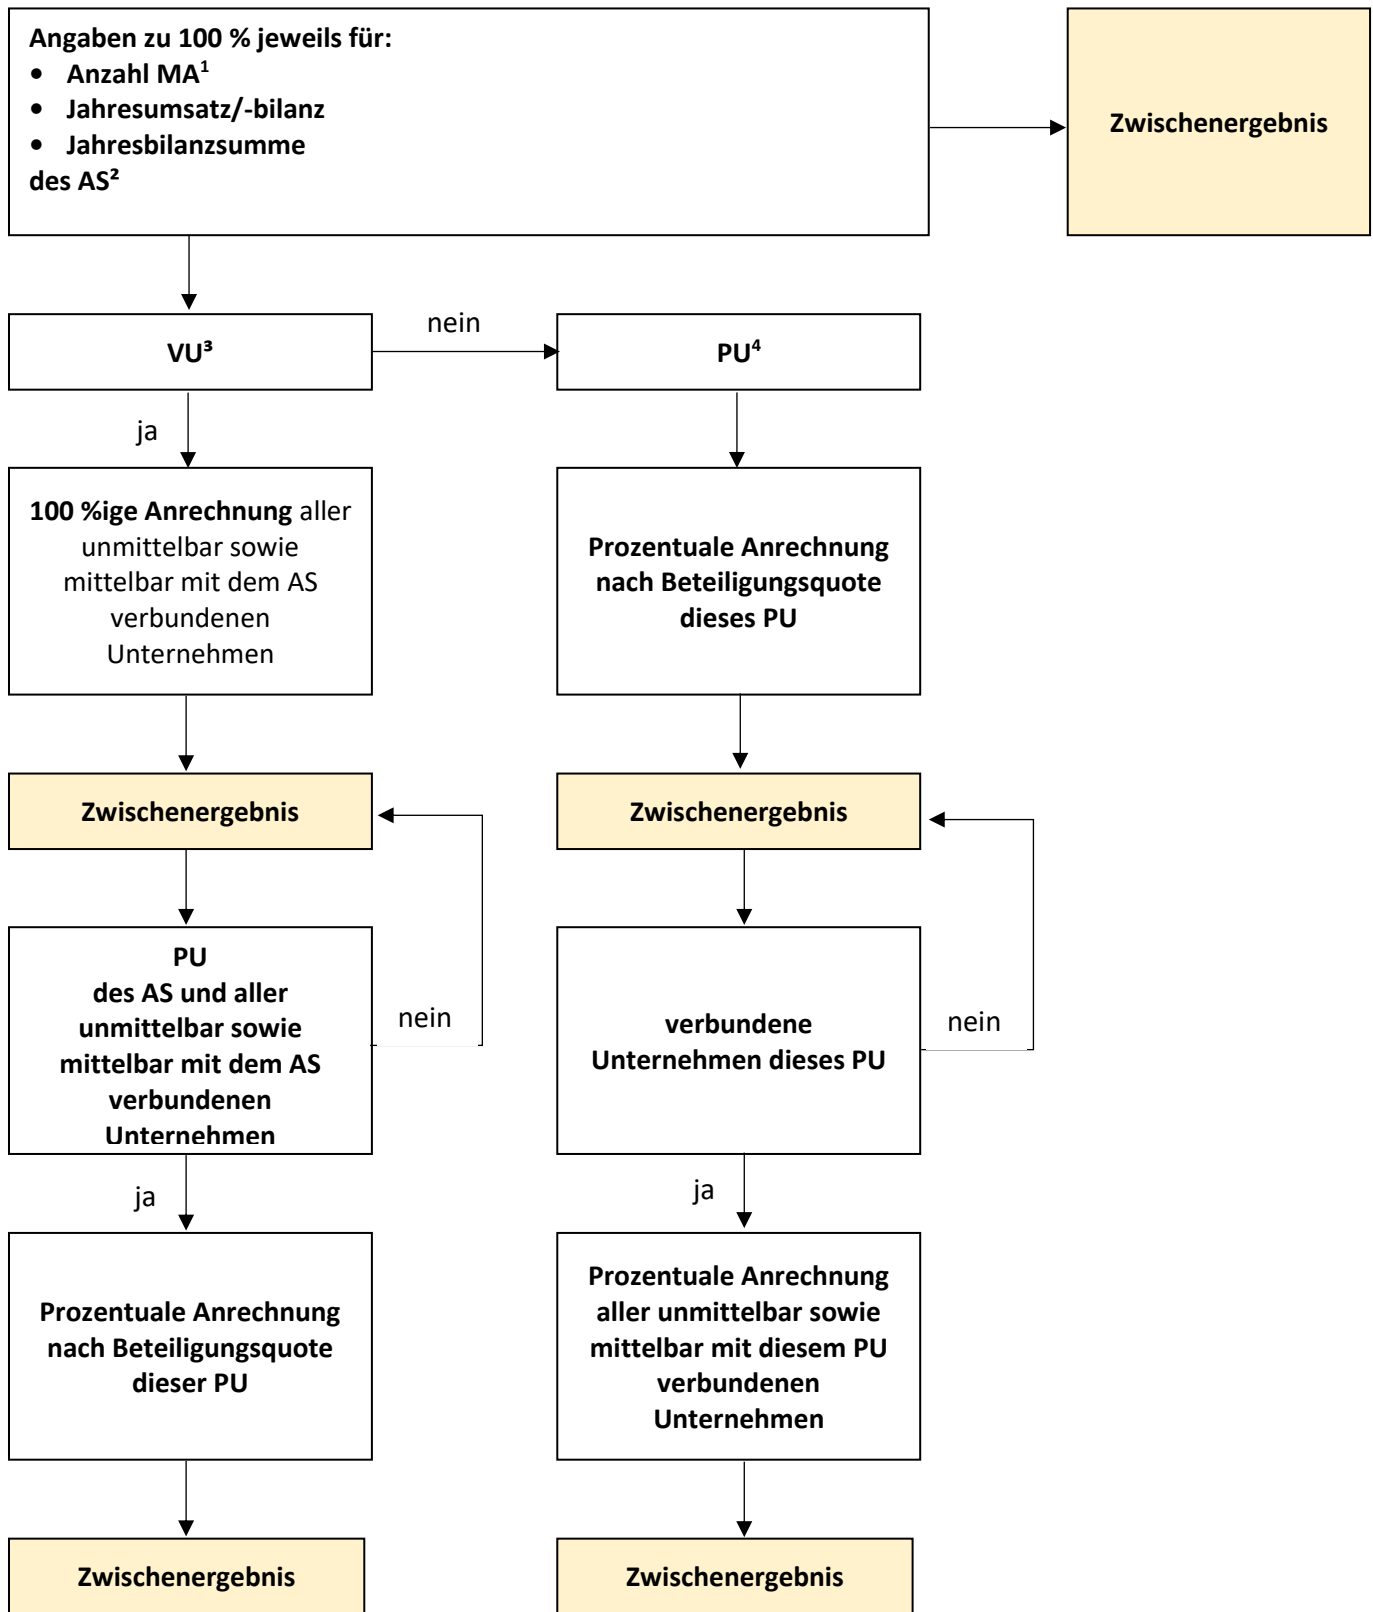 Angaben zu 100 % jeweils für:
• Anzahl MA¹
• Jahresumsatz/-bilanz
• Jahresbilanzsumme
des AS²
Zwischenergebnis
VU³
nein
PU⁴
ja
100 %ige Anrechnung aller
unmittelbar sowie
mittelbar mit dem AS
verbundenen
Unternehmen
Prozentuale Anrechnung
nach Beteiligungsquote
dieses PU
Zwischenergebnis
Zwischenergebnis
PU
des AS und aller
unmittelbar sowie
mittelbar mit dem AS
verbundenen
Unternehmen
nein
verbundene
Unternehmen dieses PU
nein
ja
ja
Prozentuale Anrechnung
nach Beteiligungsquote
dieser PU
Prozentuale Anrechnung
aller unmittelbar sowie
mittelbar mit diesem PU
verbundenen
Unternehmen
Zwischenergebnis
Zwischenergebnis